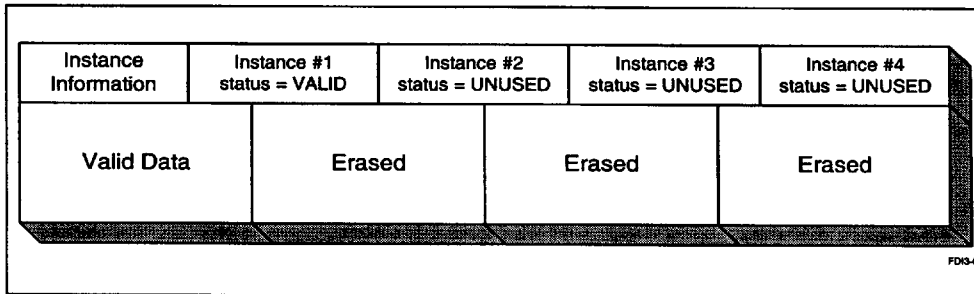 Instance
Information
Instance #1
status = VALID
Instance #2
status = UNUSED
Instance #3
status = UNUSED
Instance #4
status = UNUSED
Valid Data
Erased
Erased
Erased